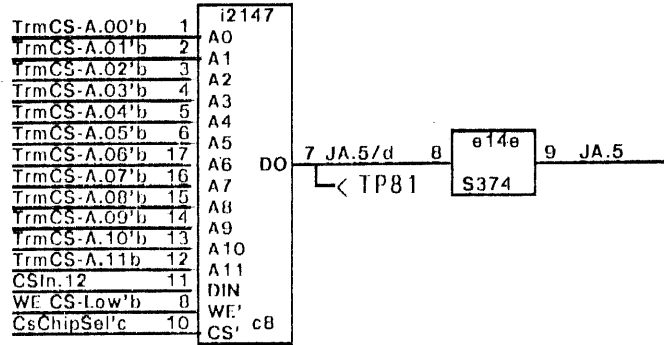 i2147
TrmCS-A.00'b 1 A0
TrmCS-A.01'b 2 A1
TrmCS-A.02'b 3 A2
TrmCS-A.03'b 4 A3
TrmCS-A.04'b 5 A4
TrmCS-A.05'b 6 A5
TrmCS-A.06'b 17 A6
TrmCS-A.07'b 16 A7
TrmCS-A.08'b 15 A8
TrmCS-A.09'b 14 A9
TrmCS-A.10'b 13 A10
TrmCS-A.11b 12 A11
CSIn.12 11 DIN
WE CS-Low'b 8 WE'
CsChipSel'c 10 CS'
c8
DO 7 JA.5/d 8
TP81
e14e
S374
9 JA.5